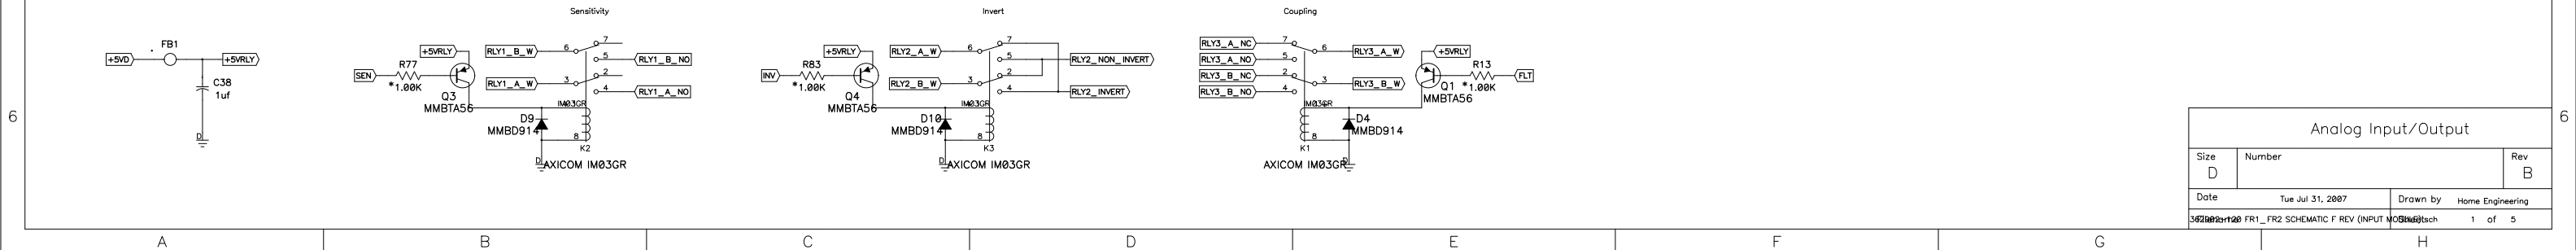 Sensitivity
Invert
Coupling
+5VD
FB1
+5VRLY
C38
1uf
D
SEN
R77
*1.00K
+5VRLY
Q3
MMBTA56
RLY1_B_W
6
7
5
RLY1_B_NO
RLY1_A_W
3
2
4
RLY1_A_NO
IM03GR
D9
MMBD914
8
K2
D
AXICOM IM03GR
INV
R83
*1.00K
+5VRLY
Q4
MMBTA56
RLY2_A_W
6
7
5
RLY2_NON_INVERT
RLY2_B_W
3
2
4
RLY2_INVERT
IM03GR
D10
MMBD914
8
K3
D
AXICOM IM03GR
RLY3_A_NC
7
6
RLY3_A_W
RLY3_A_NO
5
RLY3_B_NC
2
3
RLY3_B_W
RLY3_B_NO
4
IM03GR
D4
MMBD914
8
K1
D
AXICOM IM03GR
+5VRLY
R13
*1.00K
FLT
Q1
MMBTA56
6
6
Analog Input/Output
Size
D
Number
Rev
B
Date
Tue Jul 31, 2007
Drawn by
Home Engineering
FR1_FR2 SCHEMATIC F REV (INPUT
1 of 5
A
B
C
D
E
F
G
H